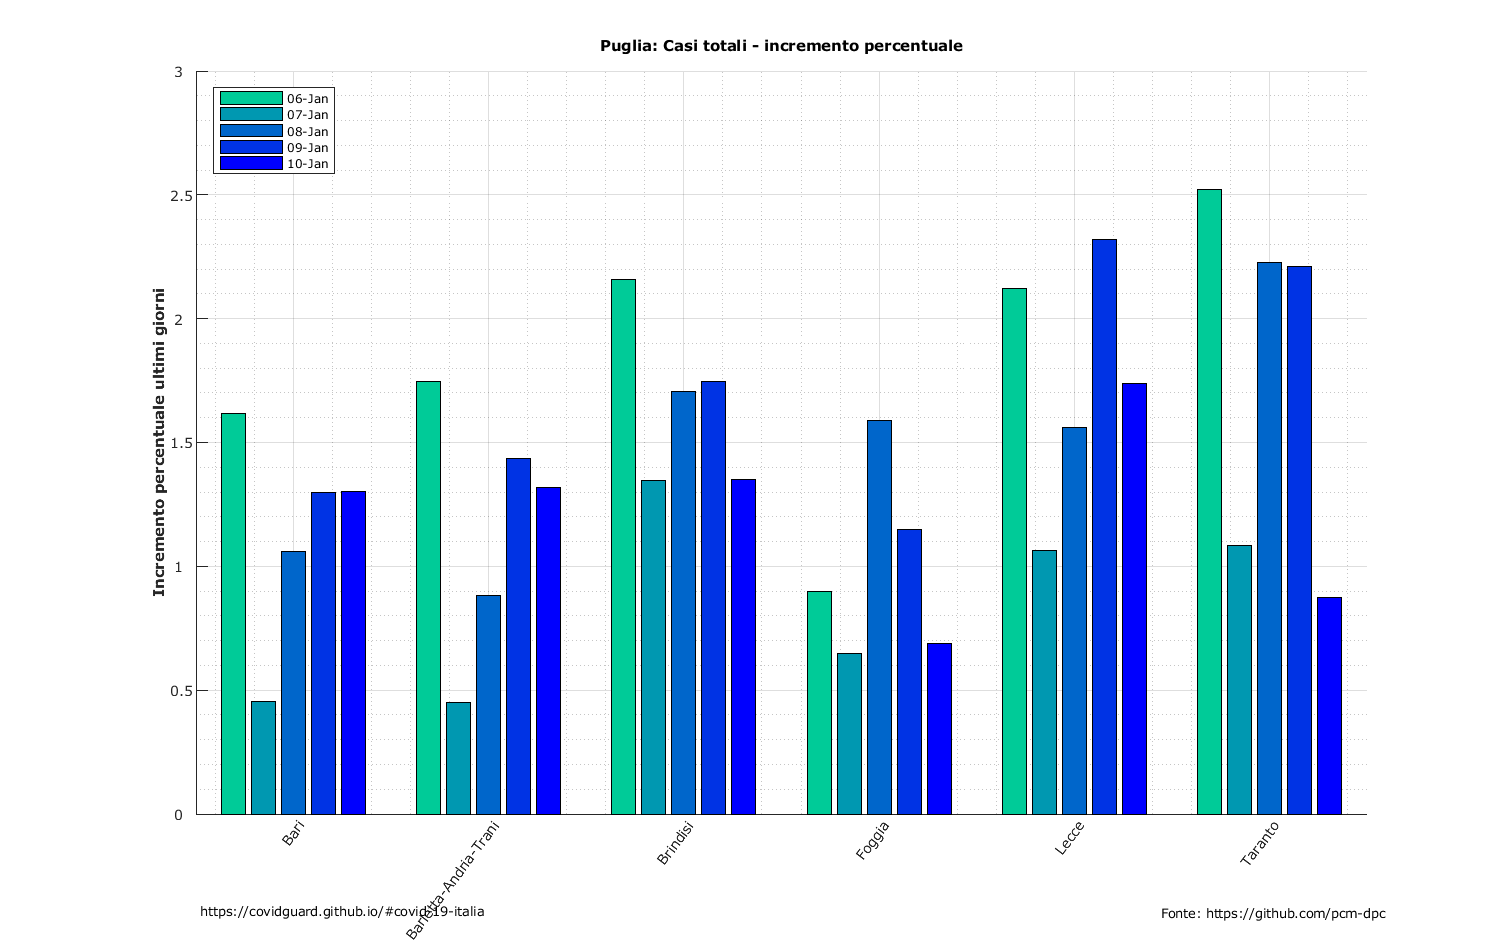 Puglia: Casi totali - incremento percentuale
3
2.5
2
1.5
1
0.5
0
Incremento percentuale ultimi giorni
06-Jan
07-Jan
08-Jan
09-Jan
10-Jan
Bari
Barletta-Andria-Trani
Brindisi
Foggia
Lecce
Taranto
https://covidguard.github.io/#covid-19-italia
Fonte: https://github.com/pcm-dpc